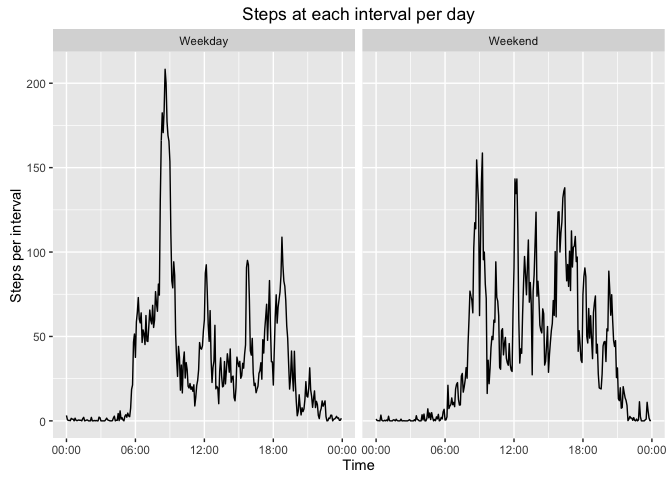 Steps at each interval per day
Weekday Weekend
Steps per interval
200
150
100
50
0
00:00 06:00 12:00 18:00 00:00 00:00 06:00 12:00 18:00 00:00
Time